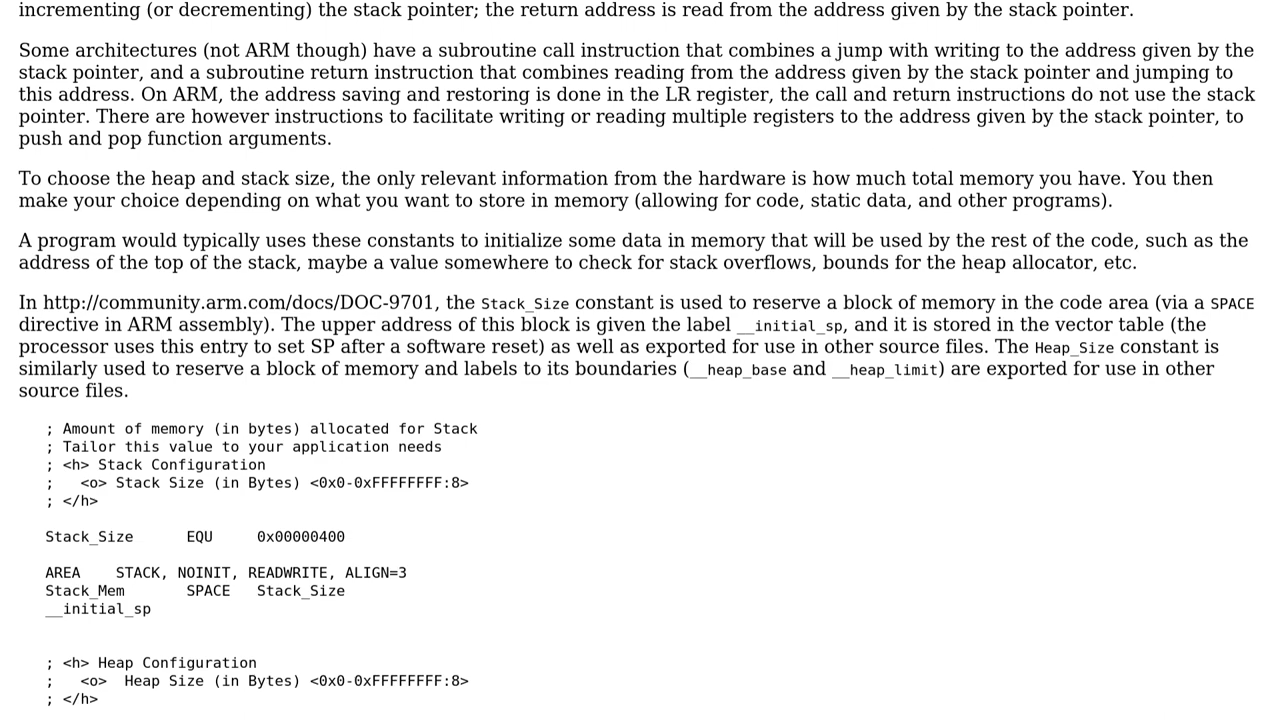 incrementing (or decrementing) the stack pointer; the return address is read from the address given by the stack pointer.
Some architectures (not ARM though) have a subroutine call instruction that combines a jump with writing to the address given by the
stack pointer, and a subroutine return instruction that combines reading from the address given by the stack pointer and jumping to
this address. On ARM, the address saving and restoring is done in the LR register, the call and return instructions do not use the stack
pointer. There are however instructions to facilitate writing or reading multiple registers to the address given by the stack pointer, to
push and pop function arguments.
To choose the heap and stack size, the only relevant information from the hardware is how much total memory you have. You then
make your choice depending on what you want to store in memory (allowing for code, static data, and other programs).
A program would typically uses these constants to initialize some data in memory that will be used by the rest of the code, such as the
address of the top of the stack, maybe a value somewhere to check for stack overflows, bounds for the heap allocator, etc.
In http://community.arm.com/docs/DOC-9701, the Stack_Size constant is used to reserve a block of memory in the code area (via a SPACE
directive in ARM assembly). The upper address of this block is given the label __initial_sp, and it is stored in the vector table (the
processor uses this entry to set SP after a software reset) as well as exported for use in other source files. The Heap_Size constant is
similarly used to reserve a block of memory and labels to its boundaries (__heap_base and __heap_limit) are exported for use in other
source files.
; Amount of memory (in bytes) allocated for Stack
; Tailor this value to your application needs
; <h> Stack Configuration
;   <o> Stack Size (in Bytes) <0x0-0xFFFFFFFF:8>
; </h>
Stack_Size      EQU     0x00000400
AREA    STACK, NOINIT, READWRITE, ALIGN=3
Stack_Mem       SPACE   Stack_Size
__initial_sp
; <h> Heap Configuration
;   <o>  Heap Size (in Bytes) <0x0-0xFFFFFFFF:8>
; </h>